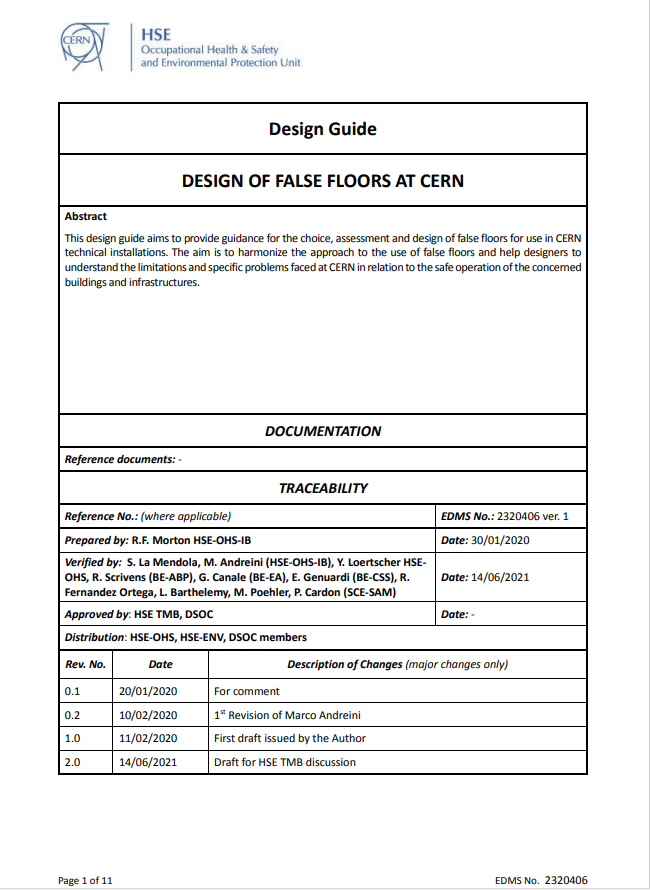 CERN
HSE
Occupational Health & Safety
and Environmental Protection Unit
Design Guide
DESIGN OF FALSE FLOORS AT CERN
Abstract
This design guide aims to provide guidance for the choice, assessment and design of false floors for use in CERN
technical installations. The aim is to harmonize the approach to the use of false floors and help designers to
understand the limitations and specific problems faced at CERN in relation to the safe operation of the concerned
buildings and infrastructures.
DOCUMENTATION
Reference documents: -
TRACEABILITY
Reference No.: (where applicable) EDMS No.: 2320406 ver. 1
Prepared by: R.F. Morton HSE-OHS-IB Date: 30/01/2020
Verified by: S. La Mendola, M. Andreini (HSE-OHS-IB), Y. Loertscher HSE-
OHS, R. Scrivens (BE-ABP), G. Canale (BE-EA), E. Genuardi (BE-CSS), R. Date: 14/06/2021
Fernandez Ortega, L. Barthelemy, M. Poehler, P. Cardon (SCE-SAM)
Approved by: HSE TMB, DSOC Date: -
Distribution: HSE-OHS, HSE-ENV, DSOC members
Rev. No. Date Description of Changes (major changes only)
0.1 20/01/2020 For comment
0.2 10/02/2020 1st Revision of Marco Andreini
1.0 11/02/2020 First draft issued by the Author
2.0 14/06/2021 Draft for HSE TMB discussion
Page 1 of 11 EDMS No. 2320406